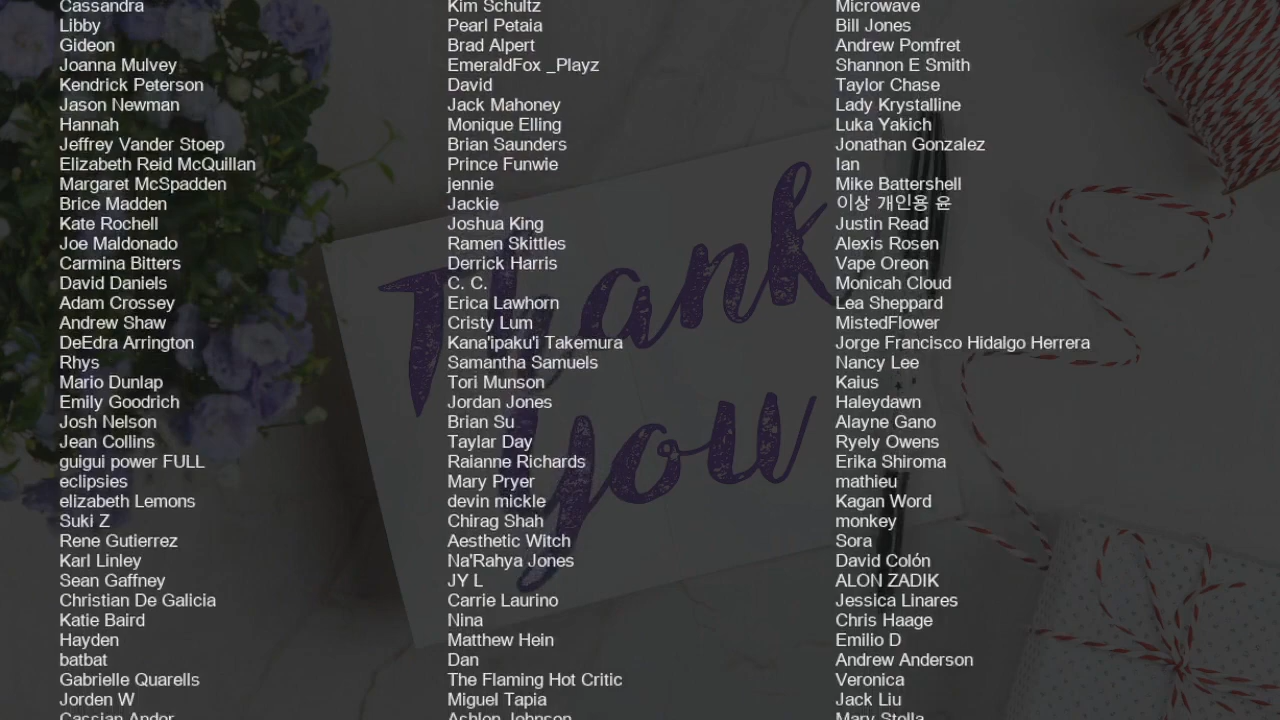 Cassandra
Libby
Gideon
Joanna Mulvey
Kendrick Peterson
Jason Newman
Hannah
Jeffrey Vander Stoep
Elizabeth Reid McQuillan
Margaret McSpadden
Brice Madden
Kate Rochell
Joe Maldonado
Carmina Bitters
David Daniels
Adam Crossey
Andrew Shaw
DeEdra Arrington
Rhys
Mario Dunlap
Emily Goodrich
Josh Nelson
Jean Collins
guigui power FULL
eclipsies
elizabeth Lemons
Suki Z
Rene Gutierrez
Karl Linley
Sean Gaffney
Christian De Galicia
Katie Baird
Hayden
batbat
Gabrielle Quarells
Jorden W
Cassian Andor
Kim Schultz
Pearl Petaia
Brad Alpert
EmeraldFox _Playz
David
Jack Mahoney
Monique Elling
Brian Saunders
Prince Funwie
jennie
Jackie
Joshua King
Ramen Skittles
Derrick Harris
C. C.
Erica Lawhorn
Cristy Lum
Kana'ipaku'i Takemura
Samantha Samuels
Tori Munson
Jordan Jones
Brian Su
Taylar Day
Raianne Richards
Mary Pryer
devin mickle
Chirag Shah
Aesthetic Witch
Na'Rahya Jones
JY L
Carrie Laurino
Nina
Matthew Hein
Dan
The Flaming Hot Critic
Miguel Tapia
Ashlon Johnson
Microwave
Bill Jones
Andrew Pomfret
Shannon E Smith
Taylor Chase
Lady Krystalline
Luka Yakich
Jonathan Gonzalez
Ian
Mike Battershell
이상 개인용 윤
Justin Read
Alexis Rosen
Vape Oreon
Monicah Cloud
Lea Sheppard
MistedFlower
Jorge Francisco Hidalgo Herrera
Nancy Lee
Kaius
Haleydawn
Alayne Gano
Ryely Owens
Erika Shiroma
mathieu
Kagan Word
monkey
Sora
David Colón
ALON ZADIK
Jessica Linares
Chris Haage
Emilio D
Andrew Anderson
Veronica
Jack Liu
Mary Stella
Thank
you